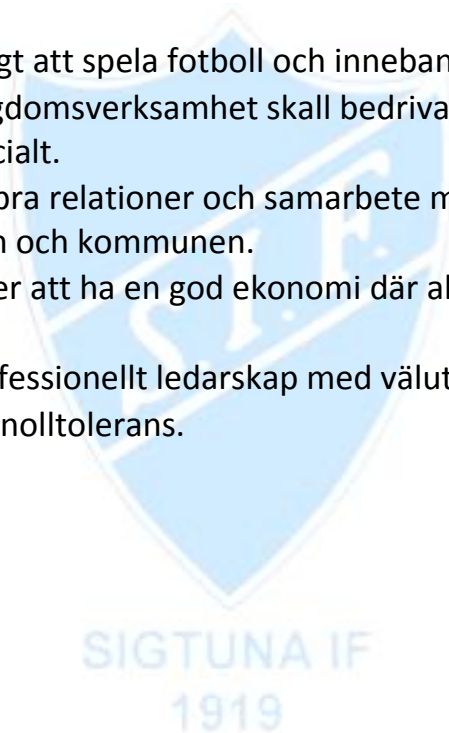 gt att spela fotboll och inneban
gdomsverksamhet skall bedriva
cialt.
bra relationer och samarbete m
n och kommunen.
er att ha en god ekonomi där al
fessionellt ledarskap med välut
nolltolerans.
S.I.F
SIGTUNA IF
1919